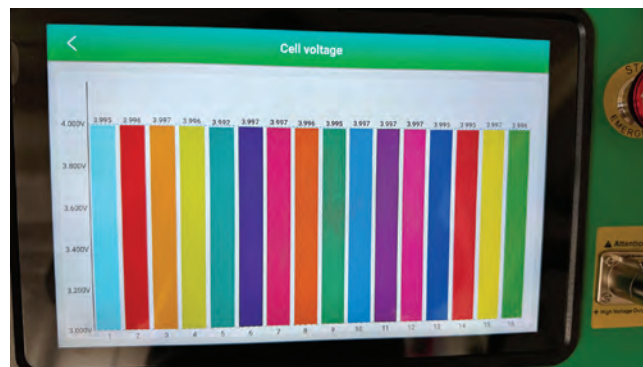 Cell voltage
4.000V 3.995 3.996 3.997 3.996 3.992 3.997 3.997 3.996 3.995 3.997 3.997 3.997 3.995 3.995 3.997 3.996
3.800V
3.600V
3.400V
3.200V
3.000V
1 2 3 4 5 6 7 8 9 10 11 12 13 14 15 16
Attention
High Voltage